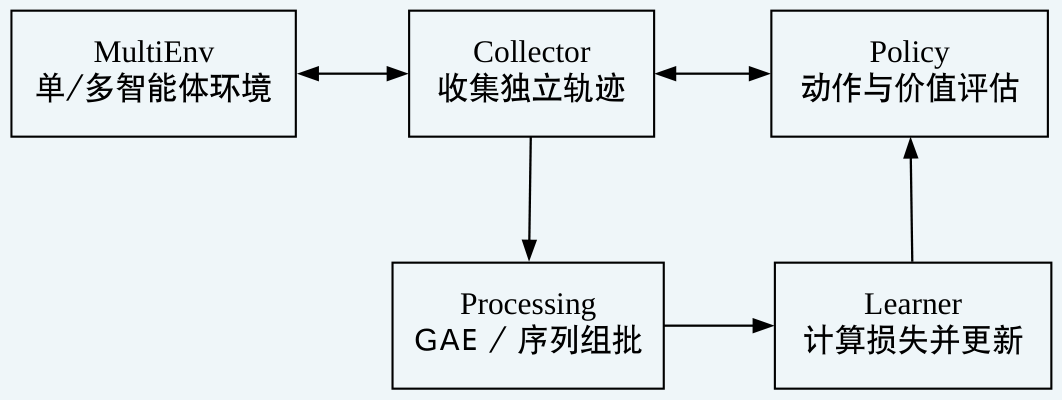 MultiEnv
单/多智能体环境
Collector
收集独立轨迹
Policy
动作与价值评估
Processing
GAE / 序列组批
Learner
计算损失并更新